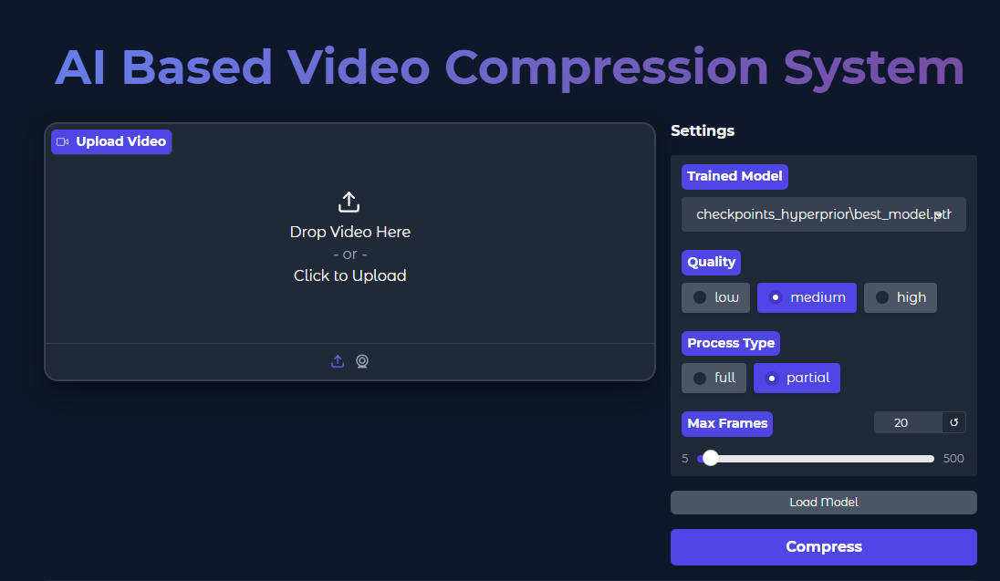 AI Based Video Compression System
Upload Video
Drop Video Here
- or -
Click to Upload
Settings
Trained Model
checkpoints_hyperprior\best_model.pth
Quality
low medium high
Process Type
full partial
Max Frames 20
5 500
Load Model
Compress